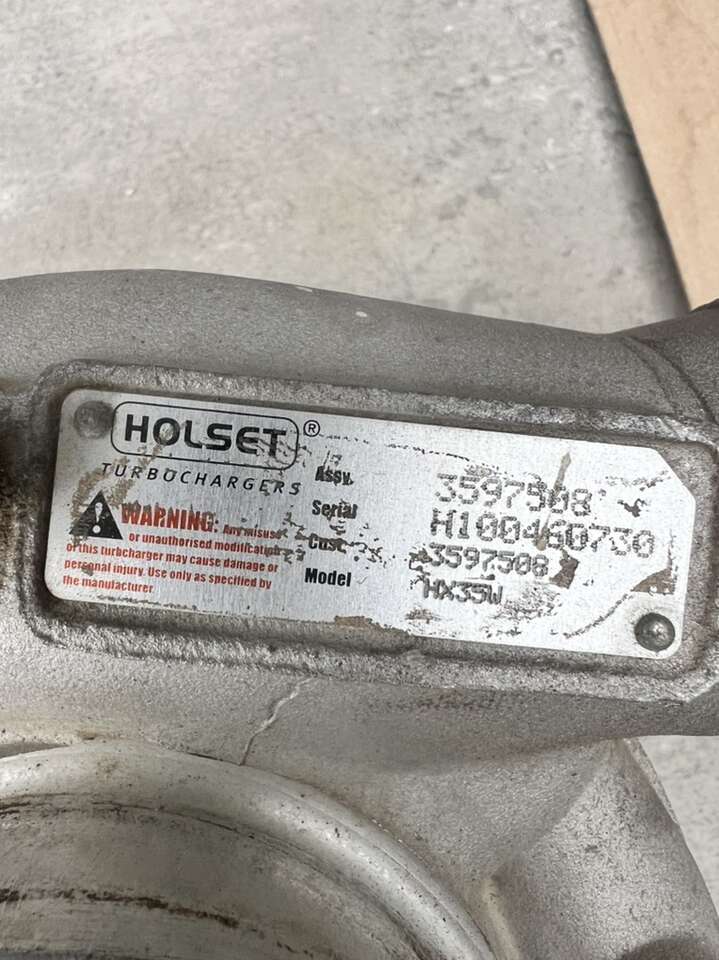 HOLSET®
TURBOCHARGERS
WARNING: Any misuse
or unauthorised modification
of this turbcharger may cause damage or
personal injury. Use only as specified by
the manufacturer
Assy. 3597508
Serial H100460730
Cust. 3597508
Model HX35W